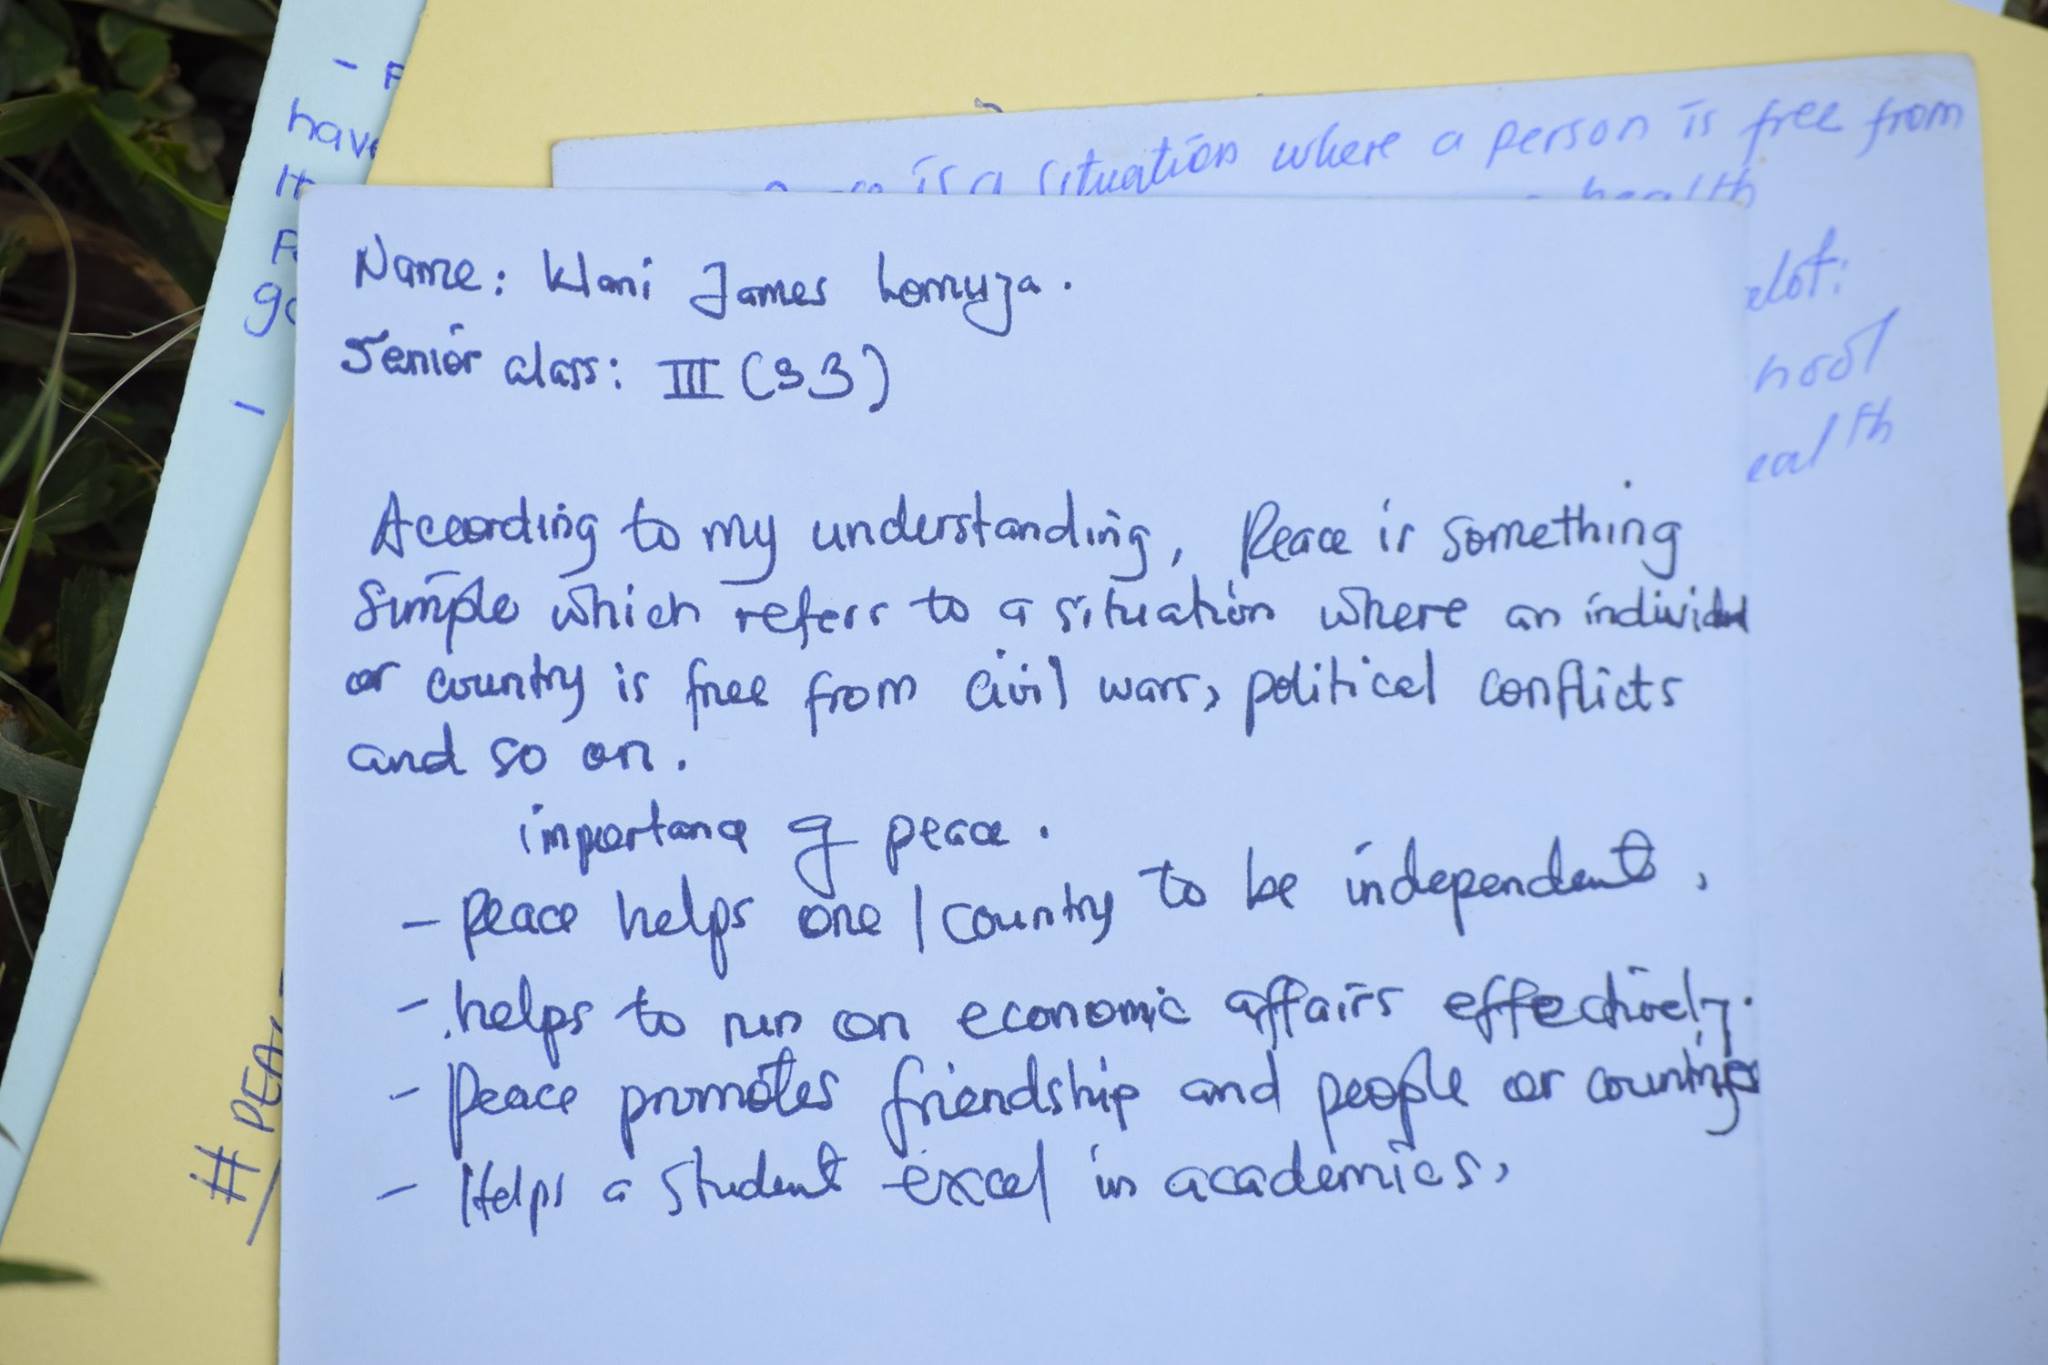 - P
have
It
Pe
go
-
is a situation where a person is free from
health
alot:
hool
ealth
Name: Klani James Lomuja.
Senior class: III (S3)
According to my understanding, Peace is something
Simple which refers to a situation where an individual
or country is free from Civil wars, political conflicts
and so on.
importance of peace.
- peace helps one / country to be independent,
- helps to run on economic affairs effectively.
- Peace promotes friendship and people or countries
- Helps a student excel in academics,
# PEA